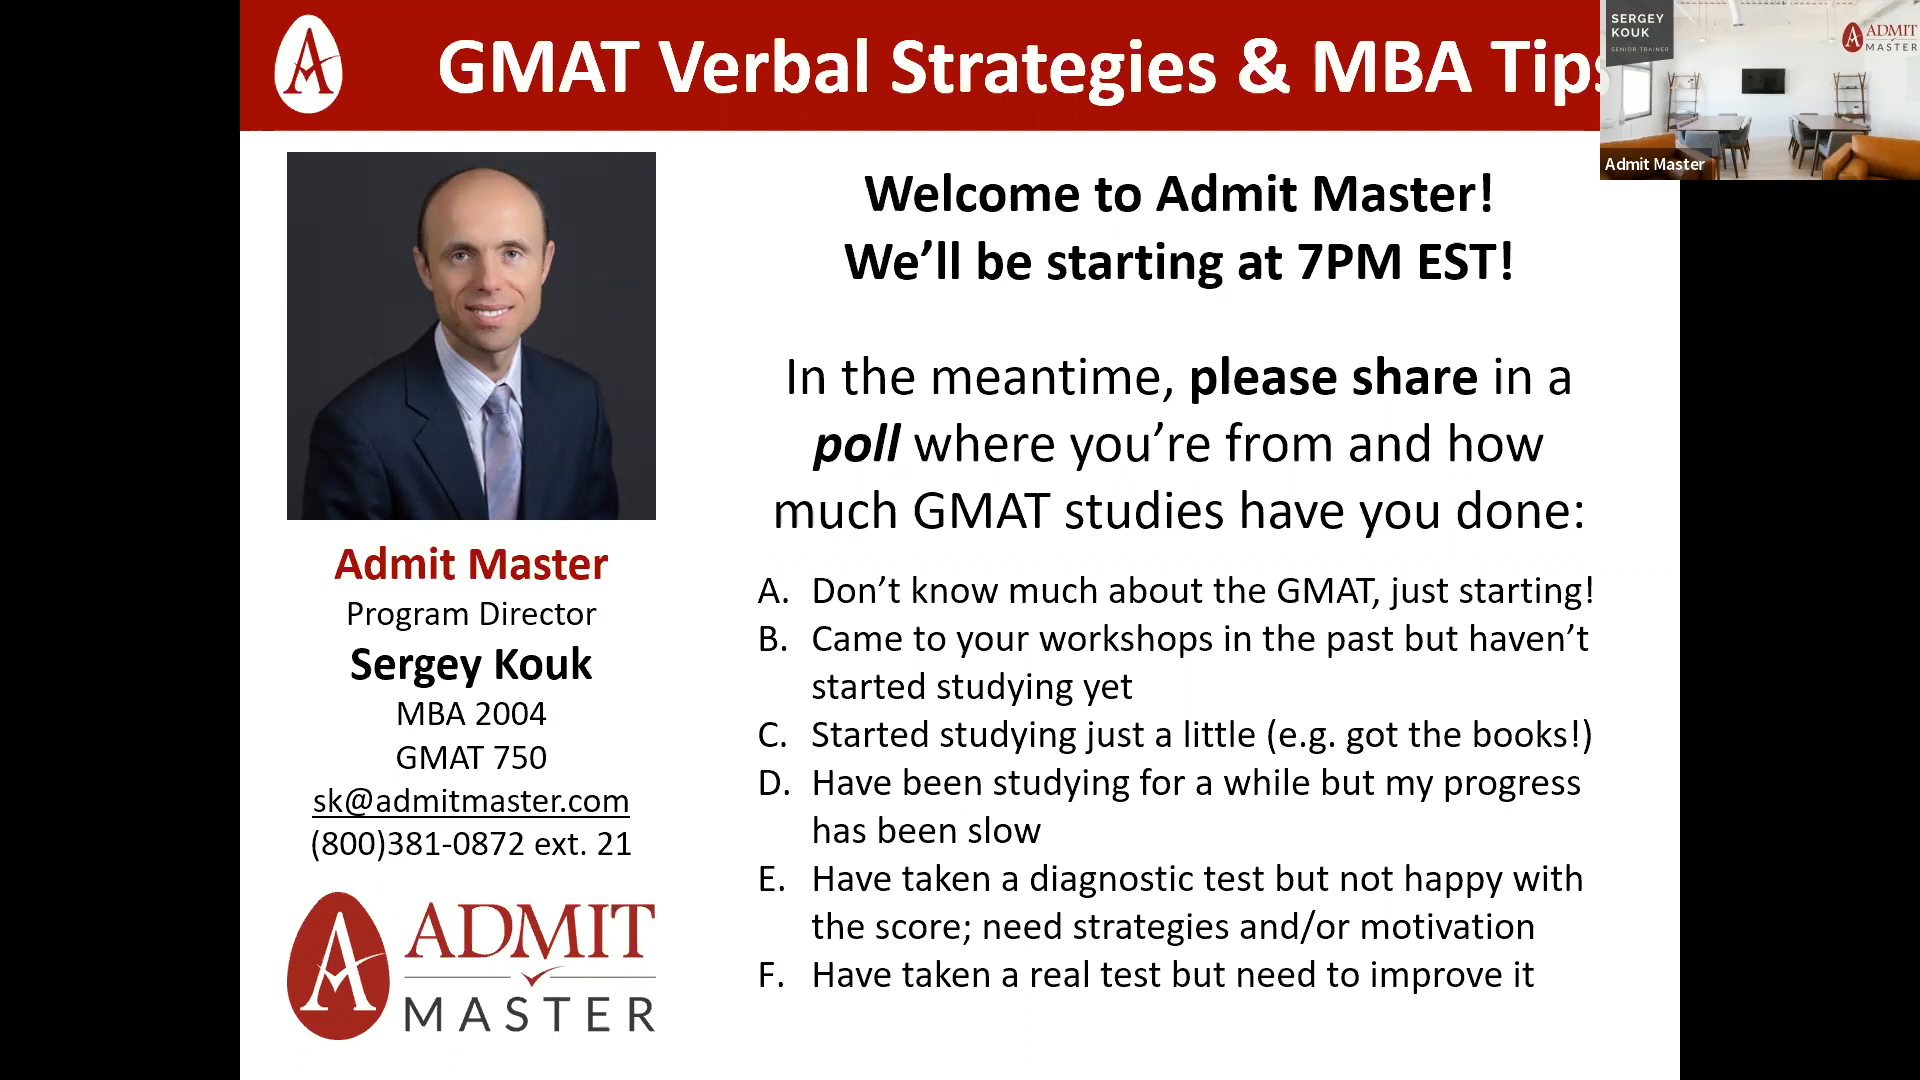 GMAT Verbal Strategies & MBA Tips
SERGEY
KOUK
SENIOR TRAINER
ADMIT
MASTER
Admit Master
Welcome to Admit Master!
We'll be starting at 7PM EST!
In the meantime, please share in a
poll where you're from and how
much GMAT studies have you done:
A. Don't know much about the GMAT, just starting!
B. Came to your workshops in the past but haven't
started studying yet
C. Started studying just a little (e.g. got the books!)
D. Have been studying for a while but my progress
has been slow
E. Have taken a diagnostic test but not happy with
the score; need strategies and/or motivation
F. Have taken a real test but need to improve it
Admit Master
Program Director
Sergey Kouk
MBA 2004
GMAT 750
sk@admitmaster.com
(800)381-0872 ext. 21
ADMIT
MASTER